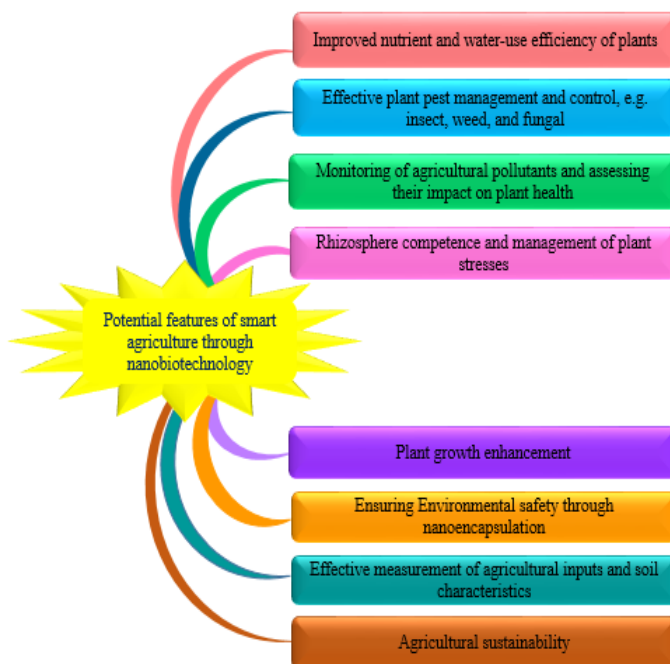 Improved nutrient and water-use efficiency of plants
Effective plant pest management and control, e.g.
insect, weed, and fungal
Monitoring of agricultural pollutants and assessing
their impact on plant health
Rhizosphere competence and management of plant
stresses
Potential features of smart
agriculture through
nanobiotechnology
Plant growth enhancement
Ensuring Environmental safety through
nanoencapsulation
Effective measurement of agricultural inputs and soil
characteristics
Agricultural sustainability